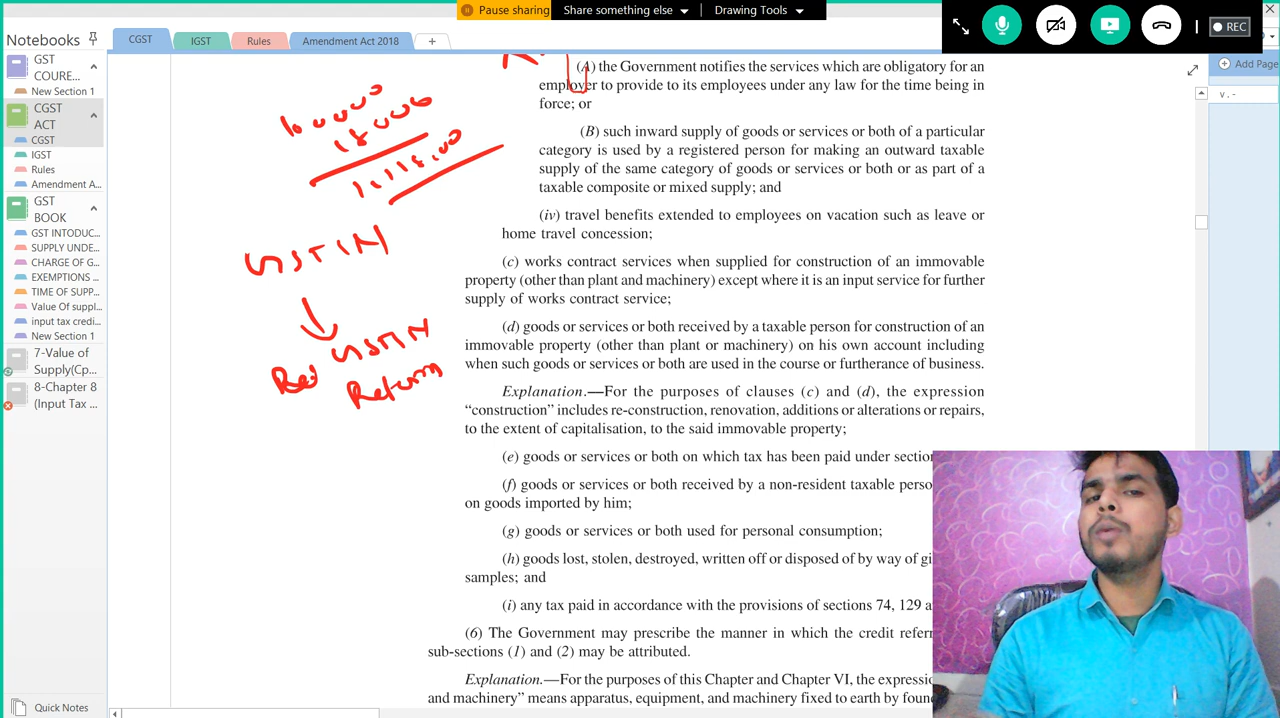 Pause sharing
Share something else
Drawing Tools
REC
Notebooks
CGST
IGST
Rules
Amendment Act 2018
+
Add Page
v . -
GST
COURE...
New Section 1
CGST
ACT
CGST
IGST
Rules
Amendment A...
GST
BOOK
GST INTODUC...
SUPPLY UNDE...
CHARGE OF G...
EXEMPTIONS ...
TIME OF SUPP...
Value Of suppl...
input tax credi...
New Section 1
7-Value of
Supply(Cp...
8-Chapter 8
(Input Tax ...
Quick Notes
18000
GSTIN
GSTIN
Return
(A) the Government notifies the services which are obligatory for an
employer to provide to its employees under any law for the time being in
force; or
(B) such inward supply of goods or services or both of a particular
category is used by a registered person for making an outward taxable
supply of the same category of goods or services or both or as part of a
taxable composite or mixed supply; and
(iv) travel benefits extended to employees on vacation such as leave or
home travel concession;
(c) works contract services when supplied for construction of an immovable
property (other than plant and machinery) except where it is an input service for further
supply of works contract service;
(d) goods or services or both received by a taxable person for construction of an
immovable property (other than plant or machinery) on his own account including
when such goods or services or both are used in the course or furtherance of business.
Explanation.—For the purposes of clauses (c) and (d), the expression
“construction” includes re-construction, renovation, additions or alterations or repairs,
to the extent of capitalisation, to the said immovable property;
(e) goods or services or both on which tax has been paid under section
(f) goods or services or both received by a non-resident taxable perso
on goods imported by him;
(g) goods or services or both used for personal consumption;
(h) goods lost, stolen, destroyed, written off or disposed of by way of gi
samples; and
(i) any tax paid in accordance with the provisions of sections 74, 129 a
(6) The Government may prescribe the manner in which the credit referr
sub-sections (1) and (2) may be attributed.
Explanation.—For the purposes of this Chapter and Chapter VI, the expressio
and machinery” means apparatus, equipment, and machinery fixed to earth by foun